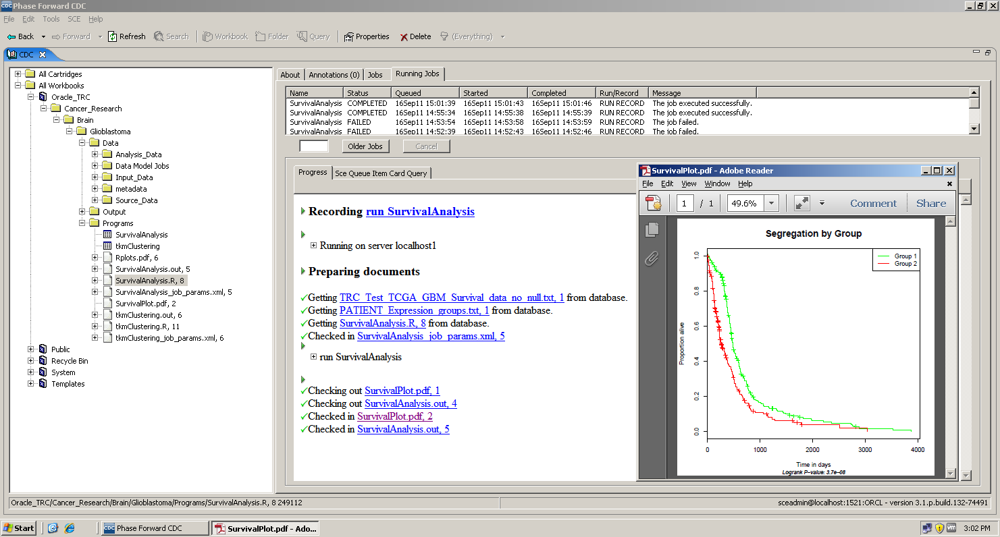 CDC Phase Forward CDC
File Edit Tools SCE Help
Back Forward Refresh Search Workbook Folder Query Properties Delete (Everything)
CDC
All Cartridges
All Workbooks
Oracle_TRC
Cancer_Research
Brain
Glioblastoma
Data
Analysis_Data
Data Model Jobs
Input_Data
metadata
Source_Data
Output
Programs
SurvivalAnalysis
tkmClustering
Rplots.pdf, 6
SurvivalAnalysis.out, 5
SurvivalAnalysis.R, 8
SurvivalAnalysis_job_params.xml, 5
SurvivalPlot.pdf, 2
tkmClustering.out, 6
tkmClustering.R, 11
tkmClustering_job_params.xml, 6
Public
Recycle Bin
System
Templates
About Annotations (0) Jobs Running Jobs
Name Status Queued Started Completed Run/Record Message
SurvivalAnalysis COMPLETED 16Sep11 15:01:39 16Sep11 15:01:43 16Sep11 15:01:46 RUN RECORD The job executed successfully.
SurvivalAnalysis COMPLETED 16Sep11 14:55:34 16Sep11 14:55:38 16Sep11 14:55:39 RUN RECORD The job executed successfully.
SurvivalAnalysis FAILED 16Sep11 14:53:54 16Sep11 14:53:58 16Sep11 14:53:59 RUN RECORD The job failed.
SurvivalAnalysis FAILED 16Sep11 14:52:39 16Sep11 14:52:43 16Sep11 14:52:46 RUN RECORD The job failed.
Older Jobs Cancel
Progress Sce Queue Item Card Query
Recording run SurvivalAnalysis
Running on server localhost1
Preparing documents
Getting TRC_Test_TCGA_GBM_Survival_data_no_null.txt, 1 from database.
Getting PATIENT_Expression_groups.txt, 1 from database.
Getting SurvivalAnalysis.R, 8 from database.
Checked in SurvivalAnalysis_job_params.xml, 5
run SurvivalAnalysis
Checking out SurvivalPlot.pdf, 1
Checking out SurvivalAnalysis.out, 4
Checked in SurvivalPlot.pdf, 2
Checked in SurvivalAnalysis.out, 5
SurvivalPlot.pdf - Adobe Reader
File Edit View Window Help
1 / 1 49.6% Comment Share
Segregation by Group
Group 1
Group 2
Proportion alive
1.0
0.8
0.6
0.4
0.2
0.0
0 1000 2000 3000 4000
Time in days
Logrank P-value: 3.7e-08
Oracle_TRC/Cancer_Research/Brain/Glioblastoma/Programs/SurvivalAnalysis.R, 8 249112
sceadmin@localhost:1521:ORCL - version 3.1.p.build.132-74491
Start CDC Phase Forward CDC SurvivalPlot.pdf - Ado... 3:02 PM